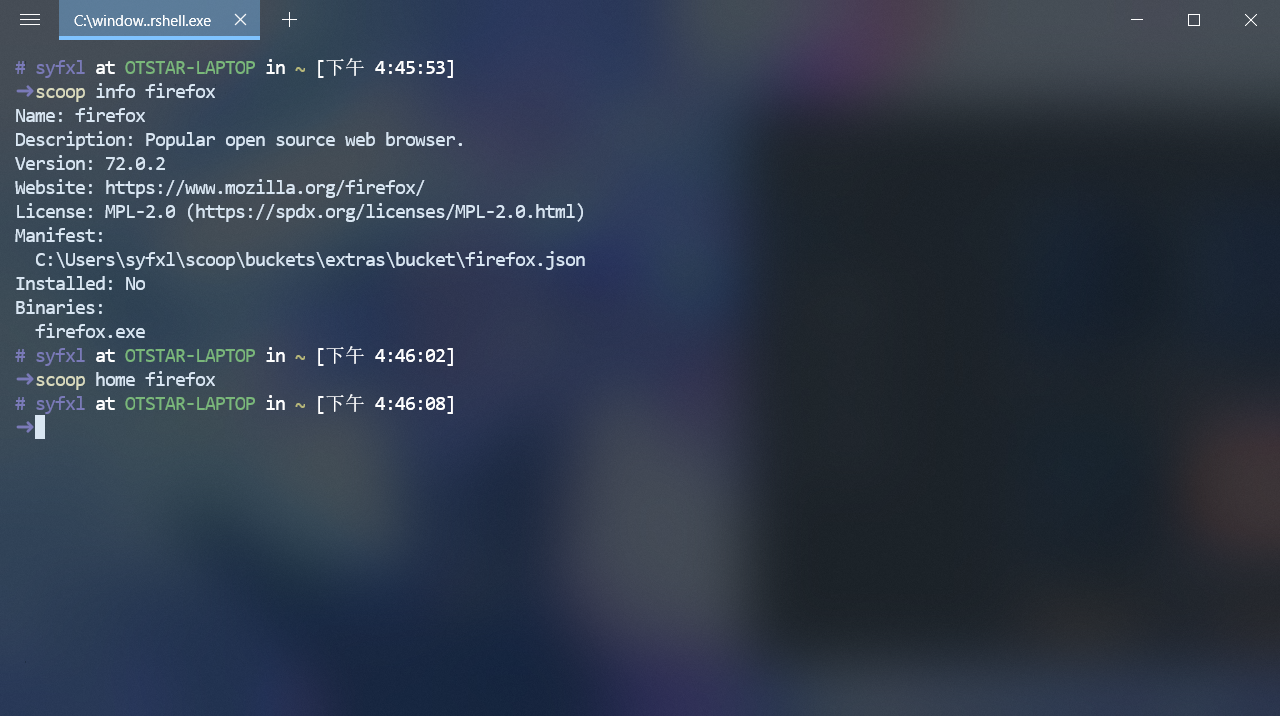 C:\window..rshell.exe
# syfxl at OTSTAR-LAPTOP in ~ [下午 4:45:53]
➜scoop info firefox
Name: firefox
Description: Popular open source web browser.
Version: 72.0.2
Website: https://www.mozilla.org/firefox/
License: MPL-2.0 (https://spdx.org/licenses/MPL-2.0.html)
Manifest:
  C:\Users\syfxl\scoop\buckets\extras\bucket\firefox.json
Installed: No
Binaries:
  firefox.exe
# syfxl at OTSTAR-LAPTOP in ~ [下午 4:46:02]
➜scoop home firefox
# syfxl at OTSTAR-LAPTOP in ~ [下午 4:46:08]
➜